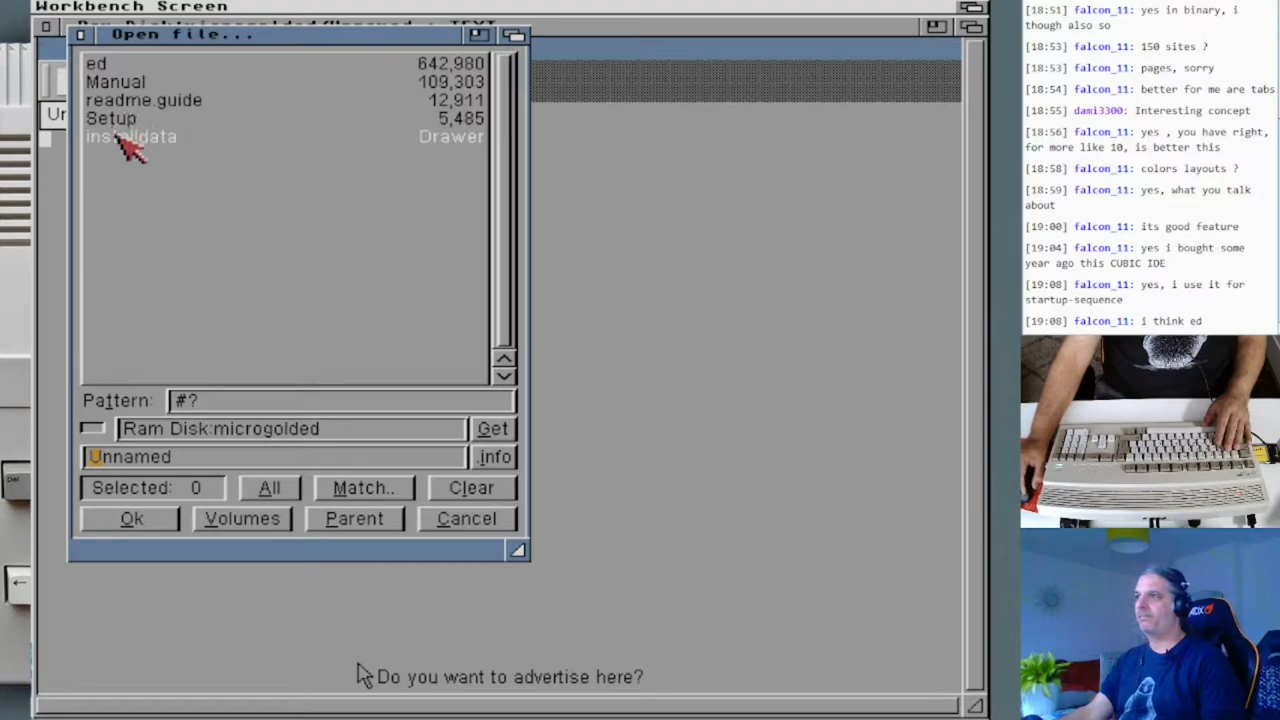 Workbench Screen
Open file...
ed 642,980
Manual 109,303
readme.guide 12,911
Setup 5,485
Drawer
Pattern: #?
Ram Disk:microgolded Get
Unnamed .info
Selected: 0 All Match.. Clear
Ok Volumes Parent Cancel
Do you want to advertise here?
[18:51] falcon_11: yes in binary, i
though also so
[18:53] falcon_11: 150 sites ?
[18:53] falcon_11: pages, sorry
[18:54] falcon_11: better for me are tabs
[18:55] dami3300: Interesting concept
[18:56] falcon_11: yes , you have right,
for more like 10, is better this
[18:58] falcon_11: colors layouts ?
[18:59] falcon_11: yes, what you talk
about
[19:00] falcon_11: its good feature
[19:04] falcon_11: yes i bought some
year ago this CUBIC IDE
[19:08] falcon_11: yes, i use it for
startup-sequence
[19:08] falcon_11: i think ed
Del
ADX